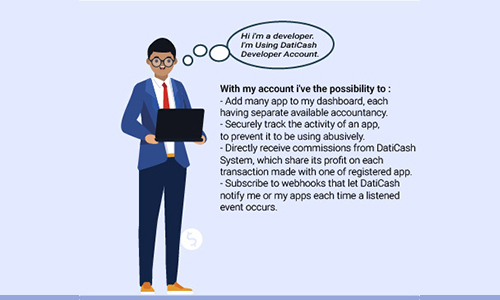 Hi i'm a developer.
I'm Using DatiCash
Developer Account.
With my account i've the possibility to :
- Add many app to my dashboard, each
having separate available accountancy.
- Securely track the activity of an app,
to prevent it to be using abusively.
- Directly receive commissions from DatiCash
System, which share its profit on each
transaction made with one of registered app.
- Subscribe to webhooks that let DatiCash
notify me or my apps each time a listened
event occurs.